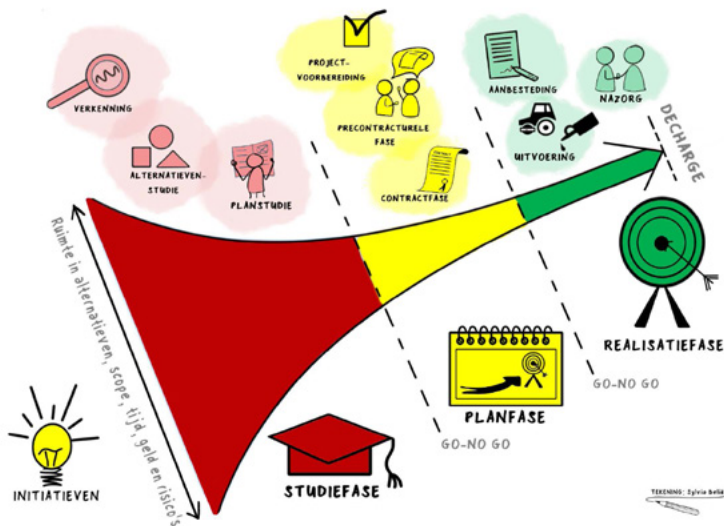 VERKENNING
ALTERNATIEVEN-
STUDIE
PLANSTUDIE
PROJECT-
VOORBEREIDING
PRECONTRACTURELE
FASE
CONTRACTFASE
AANBESTEDING
NAZORG
UITVOERING
DECHARGE
Ruimte in alternatieven, scope, tijd, geld en risico's
INITIATIEVEN
STUDIEFASE
GO-NO GO
PLANFASE
GO-NO GO
REALISATIEFASE
TEKENING: Sylvia